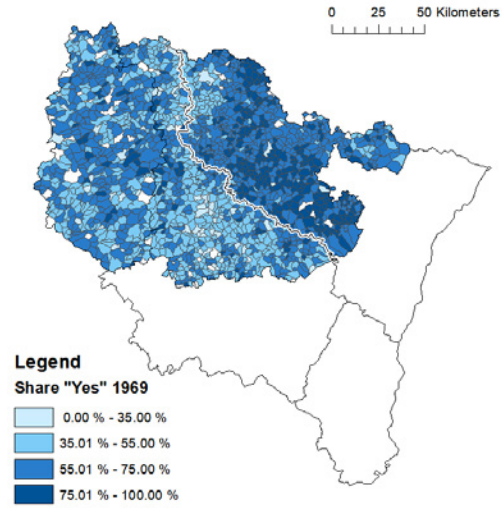 0 25 50 Kilometers
Legend
Share "Yes" 1969
0.00 % - 35.00 %
35.01 % - 55.00 %
55.01 % - 75.00 %
75.01 % - 100.00 %